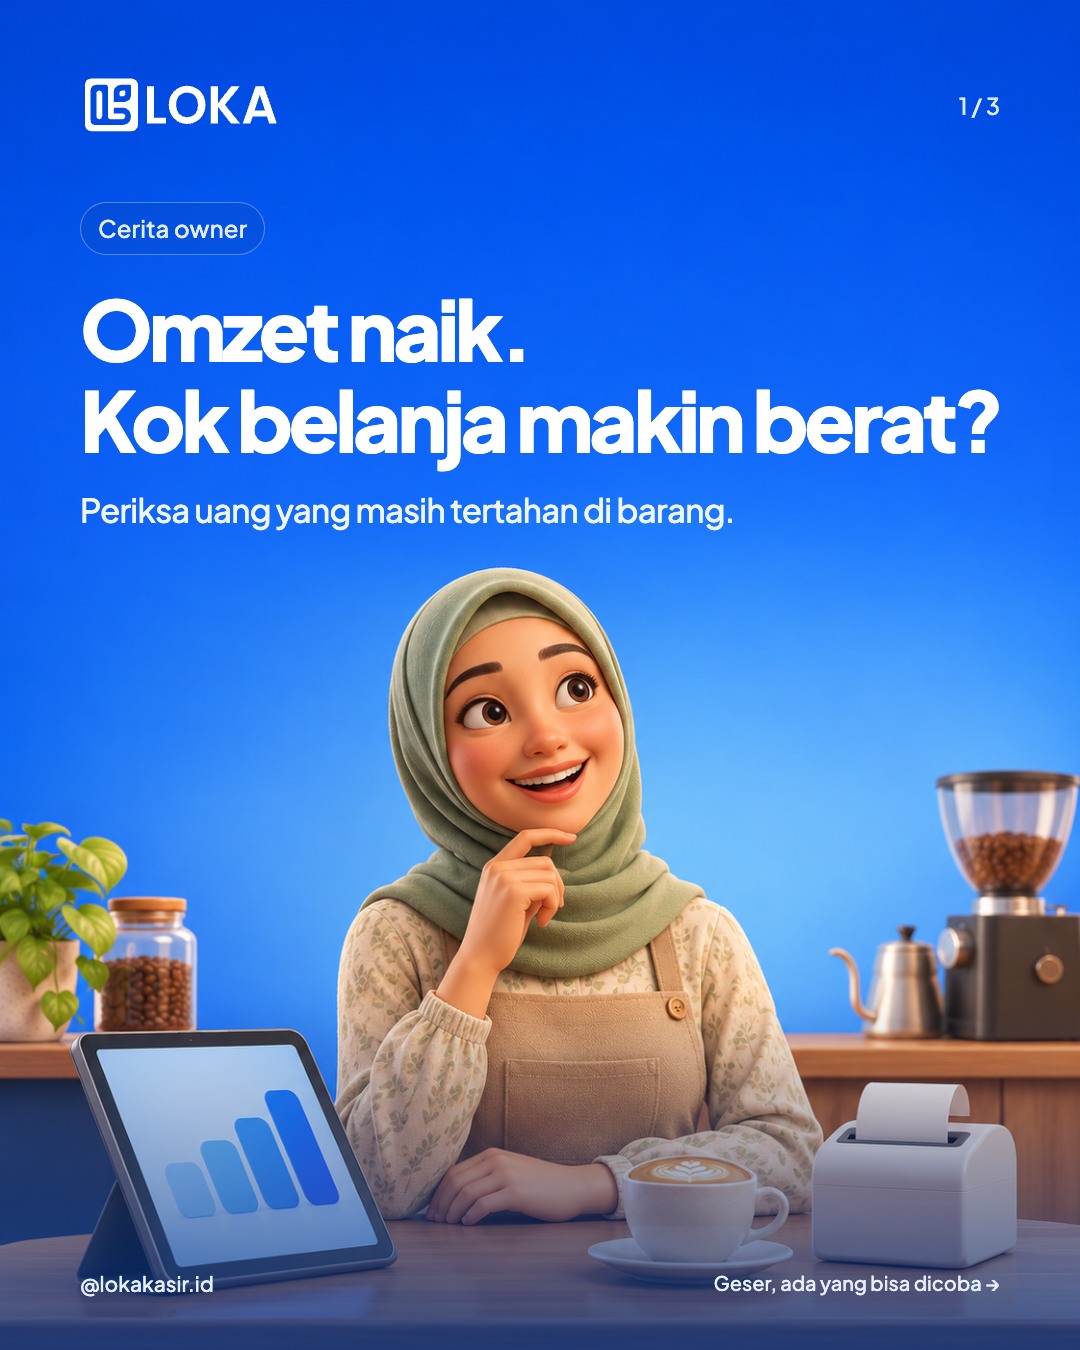 LOKA
1 / 3
Cerita owner
Omzet naik.
Kok belanja makin berat?
Periksa uang yang masih tertahan di barang.
@lokakasir.id
Geser, ada yang bisa dicoba →